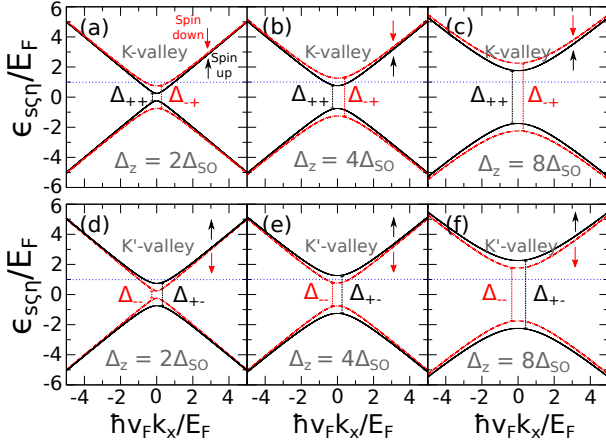 (a) K-valley Spin down Spin up
Δ++ Δ-+
Δz = 2ΔSO
(b) K-valley
Δ++ Δ-+
Δz = 4ΔSO
(c) K-valley
Δ++ Δ-+
Δz = 8ΔSO
6
4
2
0
-2
-4
-6
ϵsςη/EF
(d) K'-valley
Δ-- Δ+-
Δz = 2ΔSO
(e) K'-valley
Δ-- Δ+-
Δz = 4ΔSO
(f) K'-valley
Δ-- Δ+-
Δz = 8ΔSO
6
4
2
0
-2
-4
-6
ϵsςη/EF
-4 -2 0 2 4
-4 -2 0 2 4
-4 -2 0 2 4
ħvFkx/EF
ħvFkx/EF
ħvFkx/EF